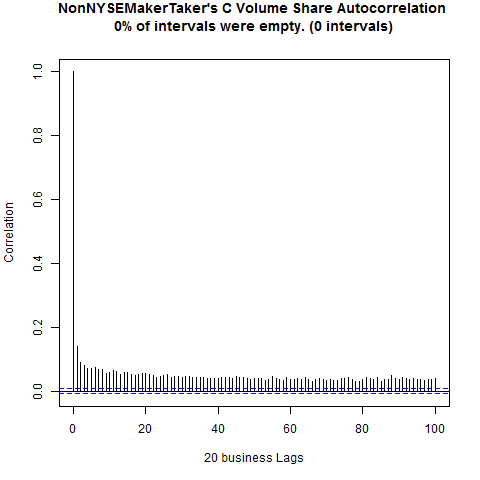 NonNYSEMakerTaker's C Volume Share Autocorrelation
0% of intervals were empty. (0 intervals)
Correlation
1.0
0.8
0.6
0.4
0.2
0.0
0 20 40 60 80 100
20 business Lags